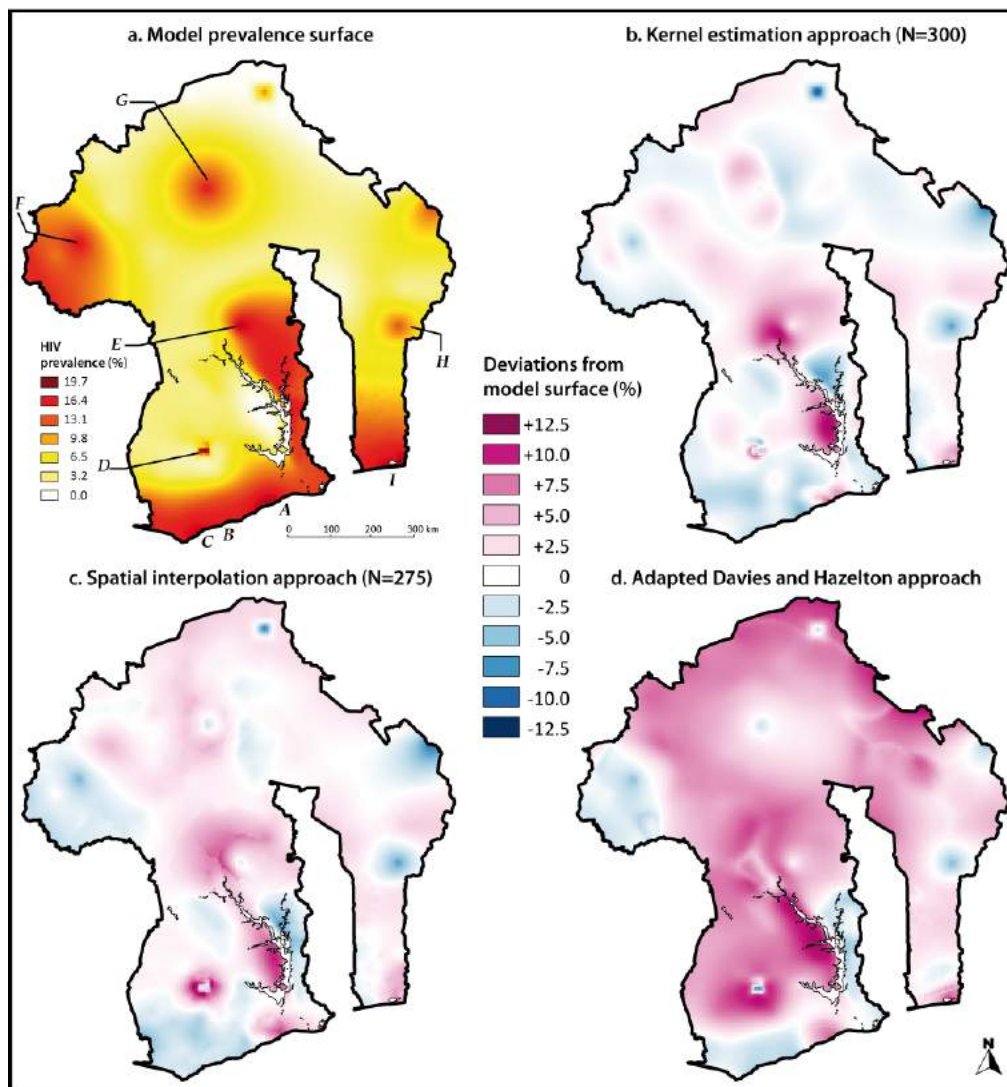 a. Model prevalence surface
b. Kernel estimation approach (N=300)
G
F
E
H
HIV
prevalence (%)
19.7
16.4
13.1
9.8
6.5
3.2
0.0
D
I
A
B
C
0 100 200 300 km
Deviations from
model surface (%)
+12.5
+10.0
+7.5
+5.0
+2.5
0
-2.5
-5.0
-7.5
-10.0
-12.5
c. Spatial interpolation approach (N=275)
d. Adapted Davies and Hazelton approach
N